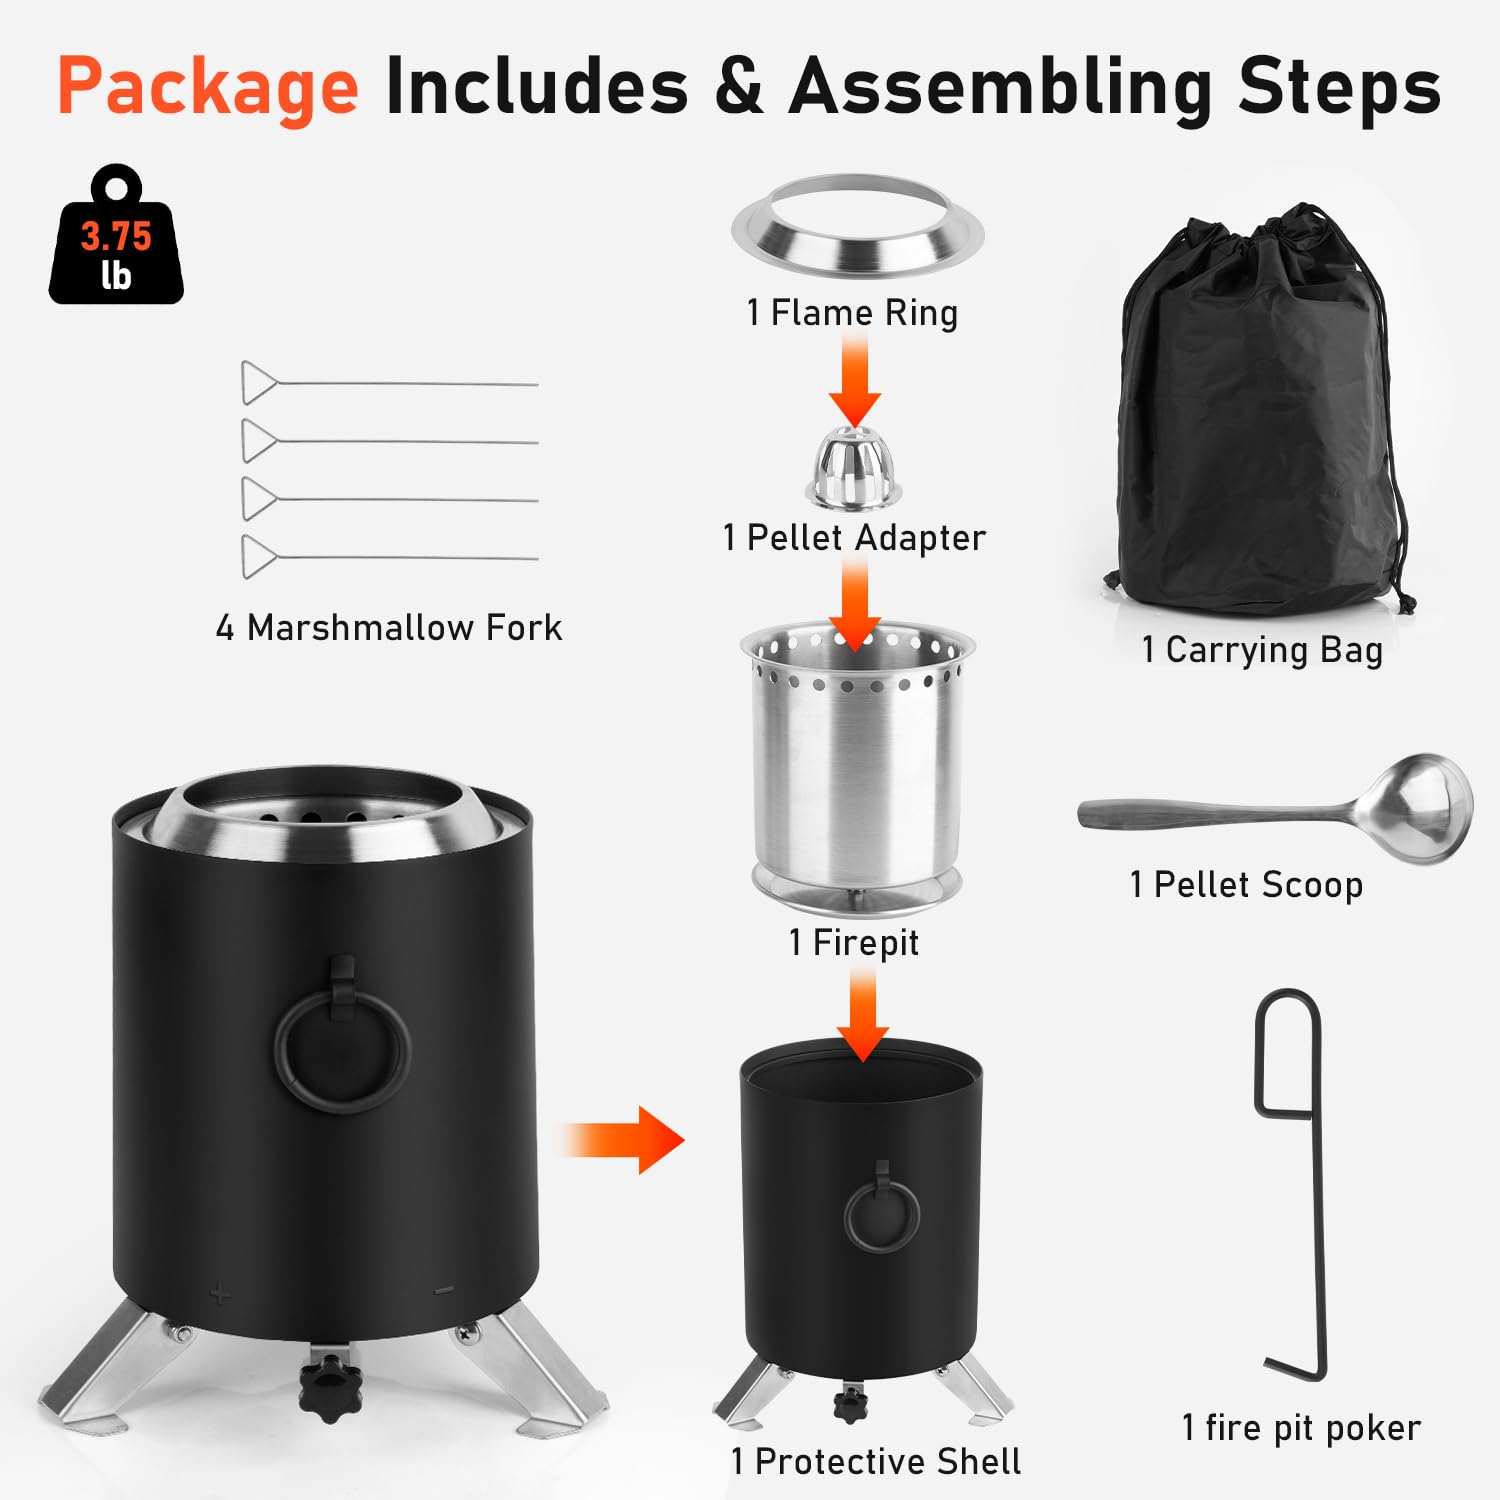 Package Includes & Assembling Steps
3.75
lb
1 Flame Ring
1 Pellet Adapter
4 Marshmallow Fork
1 Carrying Bag
1 Pellet Scoop
1 Firepit
+ −
1 fire pit poker
1 Protective Shell